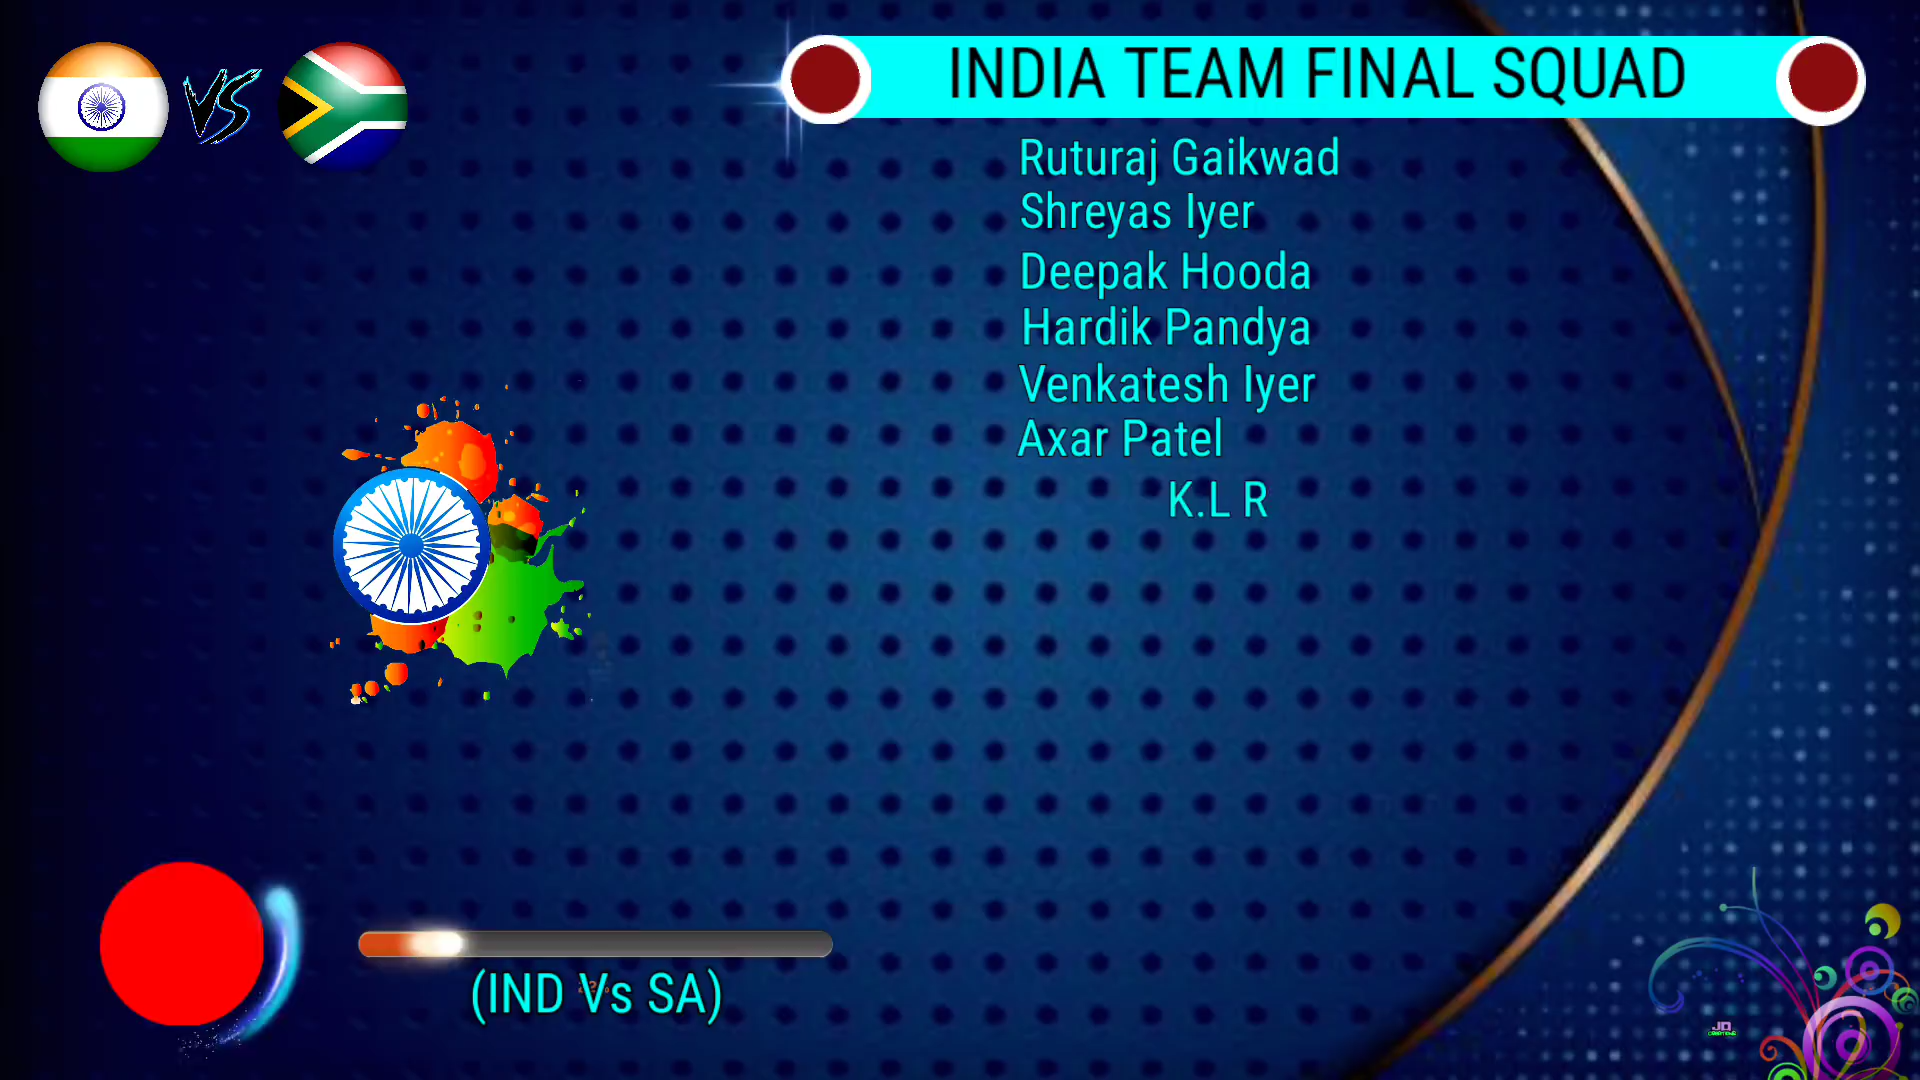 VS
INDIA TEAM FINAL SQUAD
Ruturaj Gaikwad
Shreyas Iyer
Deepak Hooda
Hardik Pandya
Venkatesh Iyer
Axar Patel
K.L R
(IND Vs SA)
JD